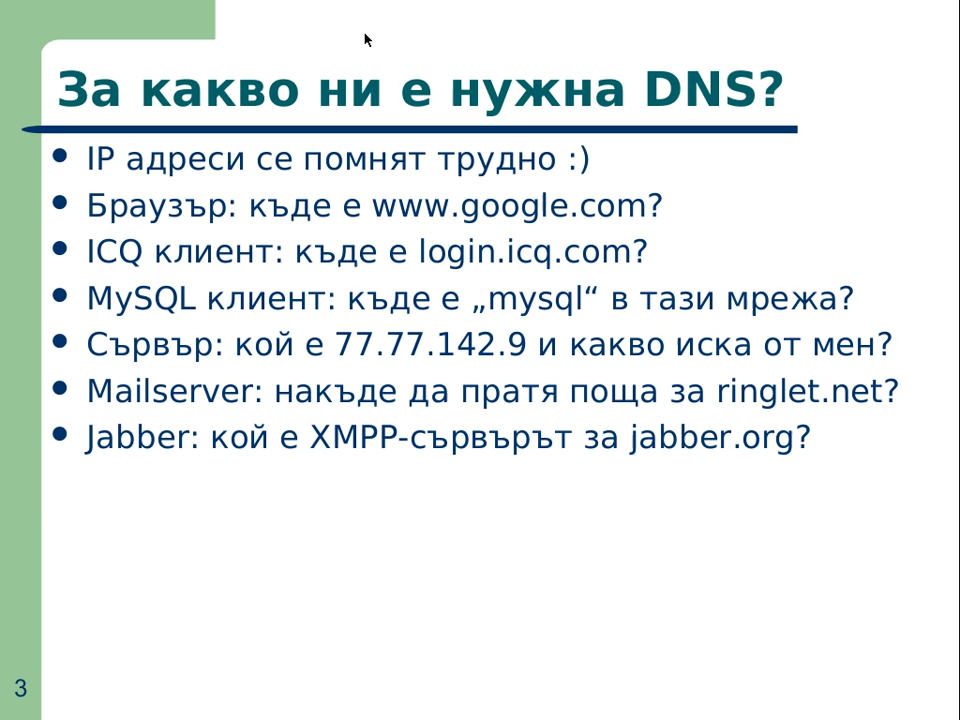 За какво ни е нужна DNS?
IP адреси се помнят трудно :)
Браузър: къде е www.google.com?
ICQ клиент: къде е login.icq.com?
MySQL клиент: къде е „mysql“ в тази мрежа?
Сървър: кой е 77.77.142.9 и какво иска от мен?
Mailserver: накъде да пратя поща за ringlet.net?
Jabber: кой е XMPP-сървърът за jabber.org?
3